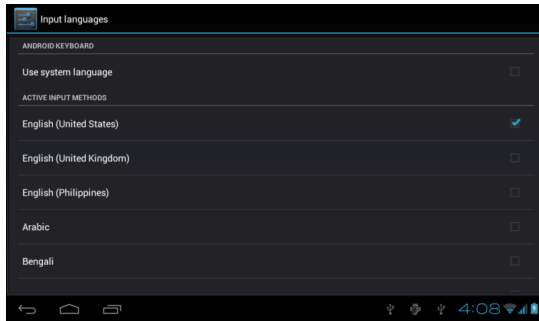 Input languages
ANDROID KEYBOARD
Use system language
ACTIVE INPUT METHODS
English (United States)
English (United Kingdom)
English (Philippines)
Arabic
Bengali
4:08